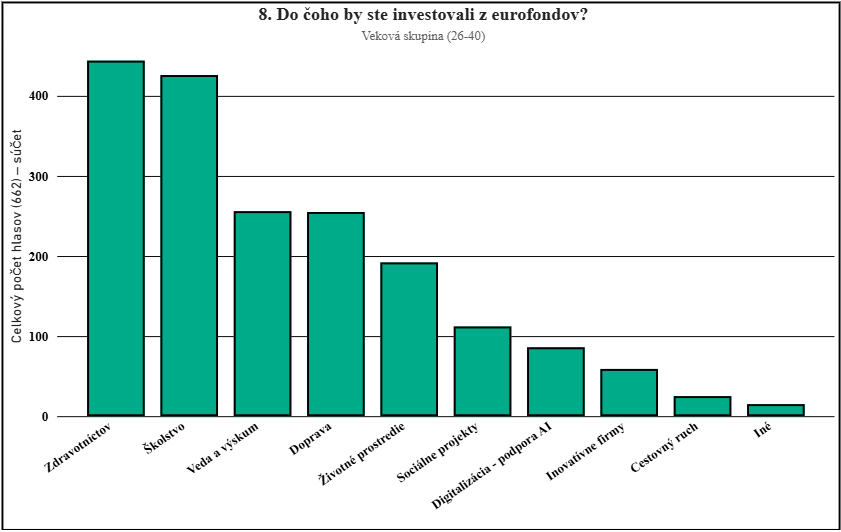 8. Do čoho by ste investovali z eurofondov?
Veková skupina (26-40)
Celkový počet hlasov (662) – súčet
400
300
200
100
0
Zdravotníctov
Školstvo
Veda a výskum
Doprava
Životné prostredie
Sociálne projekty
Digitalizácia - podpora AI
Inovatívne firmy
Cestovný ruch
Iné